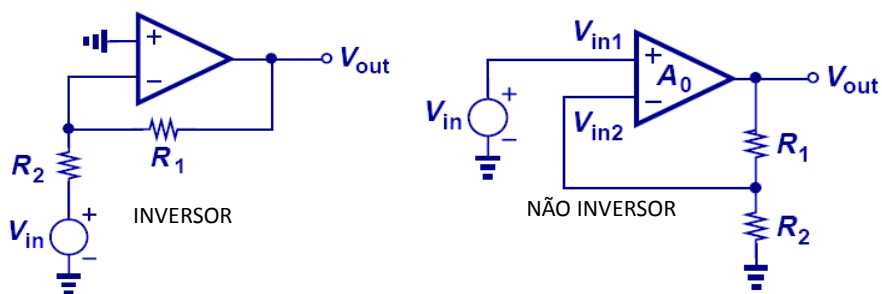 +
−
V_out
R_1
R_2
V_in
+
−
INVERSOR
V_in1
+
A_0
−
V_out
V_in
+
−
V_in2
R_1
NÃO INVERSOR
R_2